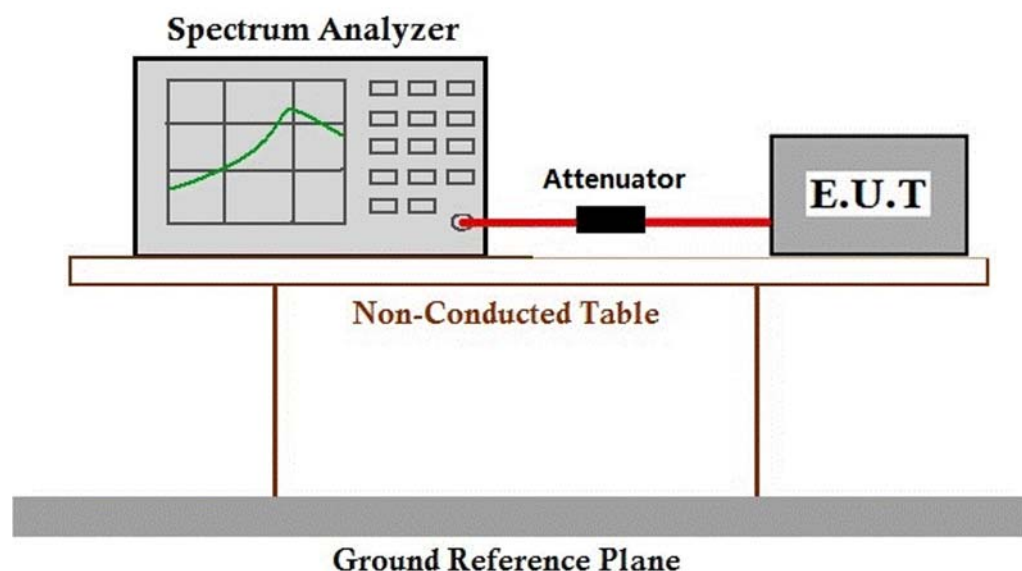 Spectrum Analyzer
Attenuator
E.U.T
Non-Conducted Table
Ground Reference Plane